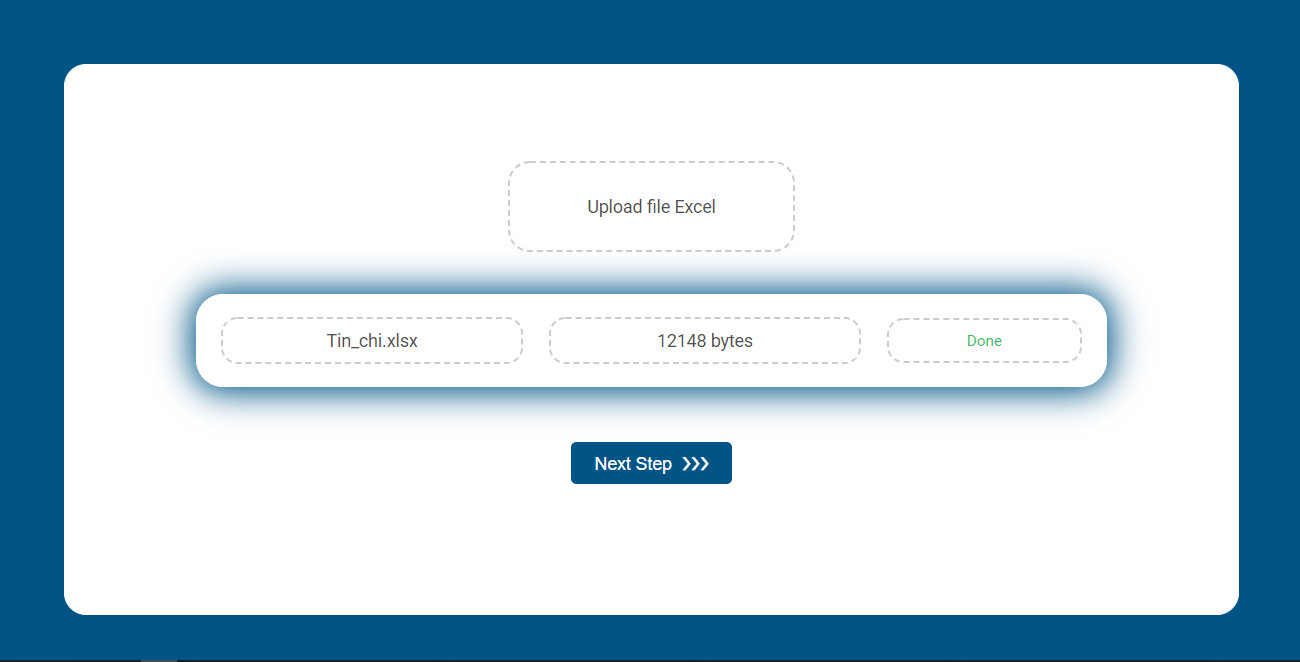 Upload file Excel
Tin_chi.xlsx 12148 bytes Done
Next Step ❯❯❯